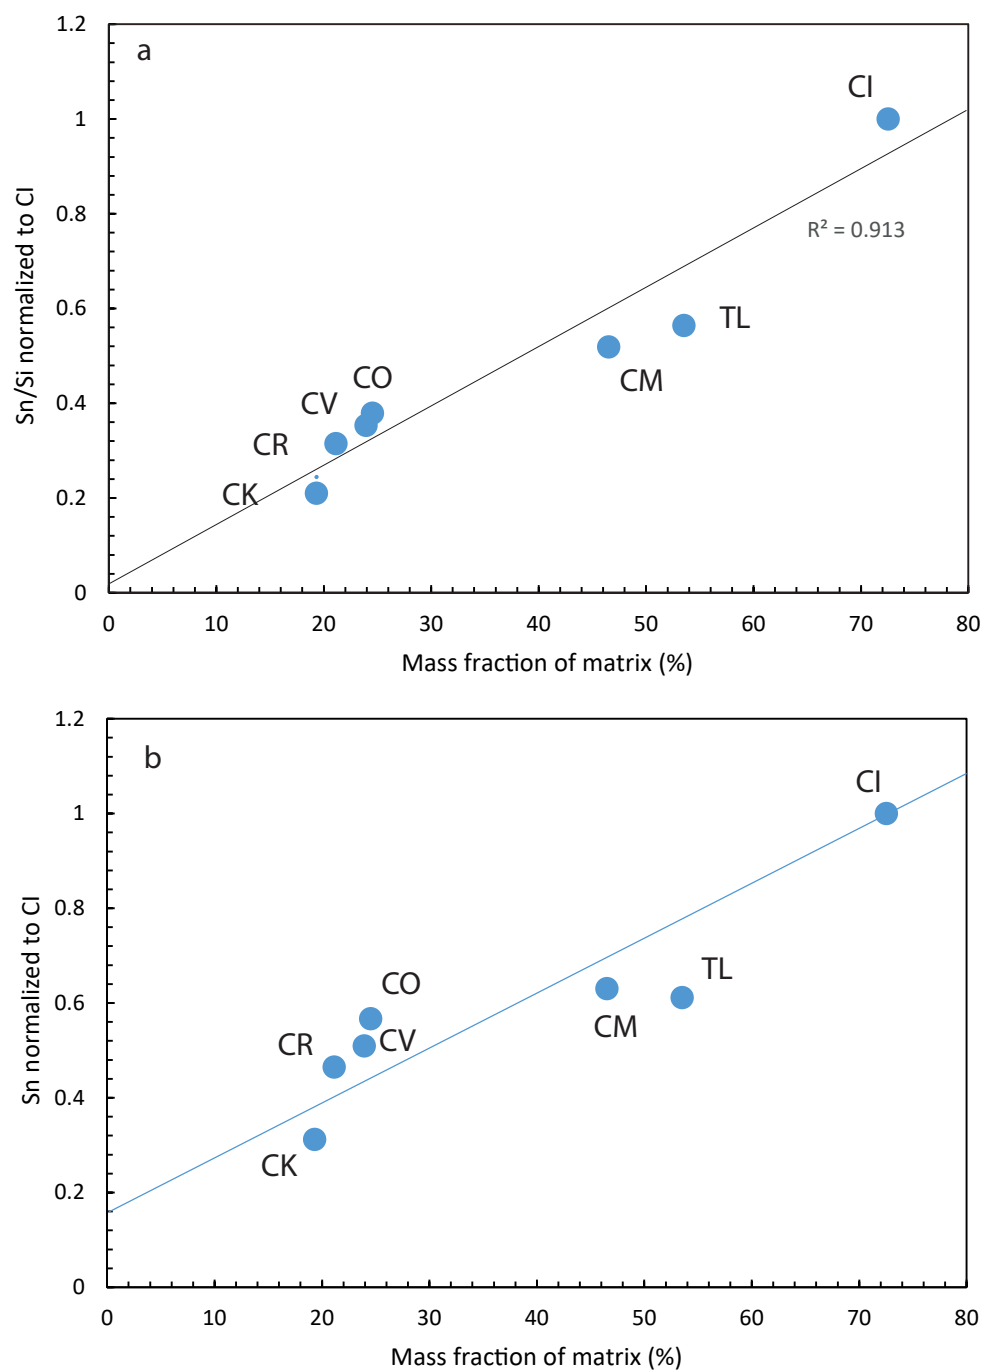 a
1.2
1
0.8
0.6
0.4
0.2
0
Sn/Si normalized to CI
CI
R² = 0.913
TL
CM
CO
CV
CR
CK
0 10 20 30 40 50 60 70 80
Mass fraction of matrix (%)
b
1.2
1
0.8
0.6
0.4
0.2
0
Sn normalized to CI
CI
TL
CO
CM
CR
CV
CK
0 10 20 30 40 50 60 70 80
Mass fraction of matrix (%)